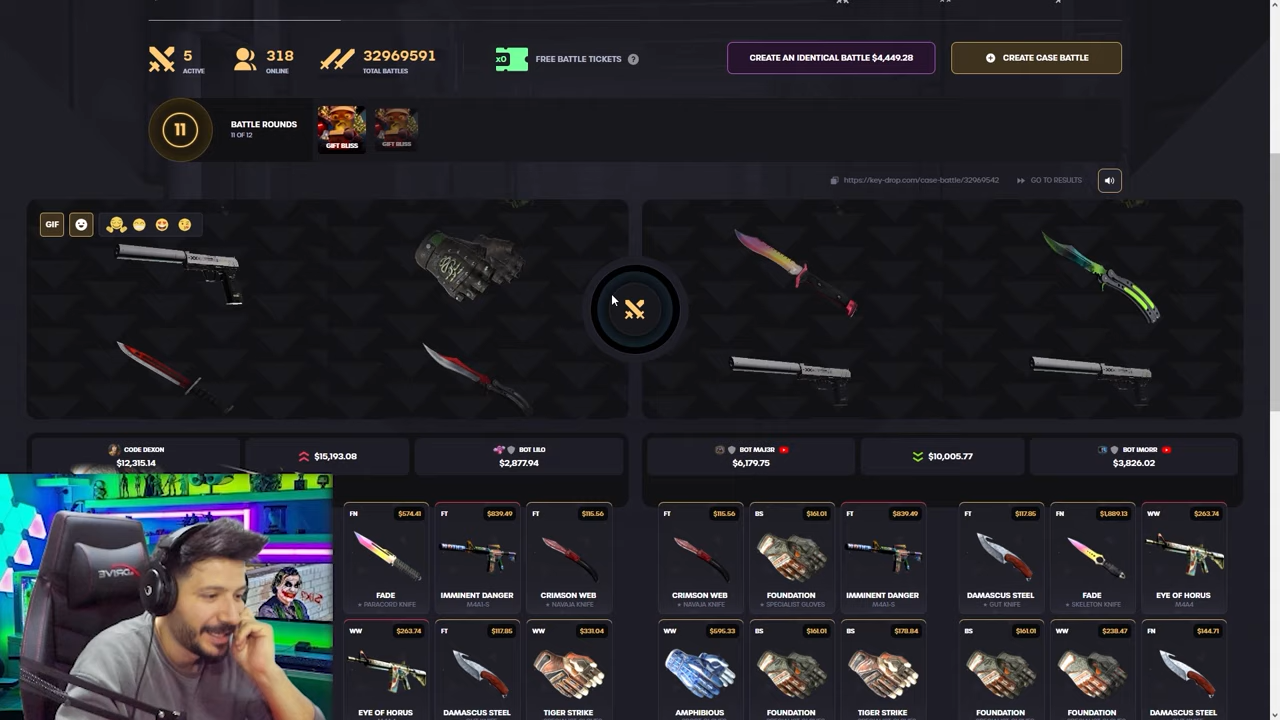 5
ACTIVE
318
ONLINE
32969591
TOTAL BATTLES
x0
FREE BATTLE TICKETS ?
CREATE AN IDENTICAL BATTLE $4,449.28
CREATE CASE BATTLE
11
BATTLE ROUNDS
11 OF 12
GIFT BLISS
GIFT BLISS
https://key-drop.com/case-battle/32969542
GO TO RESULTS
GIF
CODE DEXON
$12,315.14
$15,193.08
BOT LILO
$2,877.94
BOT MAJ3R
$6,179.75
$10,005.77
BOT IMORR
$3,826.02
FN $574.41
FADE
★ PARACORD KNIFE
FT $839.49
IMMINENT DANGER
M4A1-S
FT $115.56
CRIMSON WEB
★ NAVAJA KNIFE
FT $115.56
CRIMSON WEB
★ NAVAJA KNIFE
BS $161.01
FOUNDATION
★ SPECIALIST GLOVES
FT $839.49
IMMINENT DANGER
M4A1-S
FT $117.85
DAMASCUS STEEL
★ GUT KNIFE
FN $1,889.13
FADE
★ SKELETON KNIFE
WW $263.74
EYE OF HORUS
M4A4
WW $263.74
EYE OF HORUS
FT $117.85
DAMASCUS STEEL
WW $331.04
TIGER STRIKE
WW $595.33
AMPHIBIOUS
BS $161.01
FOUNDATION
BS $178.84
TIGER STRIKE
BS $161.01
FOUNDATION
WW $238.47
FOUNDATION
FN $144.71
DAMASCUS STEEL